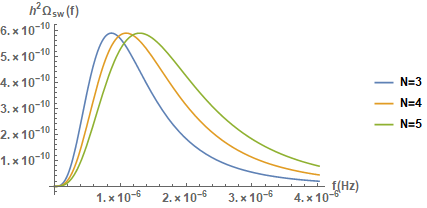 h²Ω_SW(f)
6.×10⁻¹⁰
5.×10⁻¹⁰
4.×10⁻¹⁰
3.×10⁻¹⁰
2.×10⁻¹⁰
1.×10⁻¹⁰
1.×10⁻⁶ 2.×10⁻⁶ 3.×10⁻⁶ 4.×10⁻⁶ f(Hz)
N=3
N=4
N=5